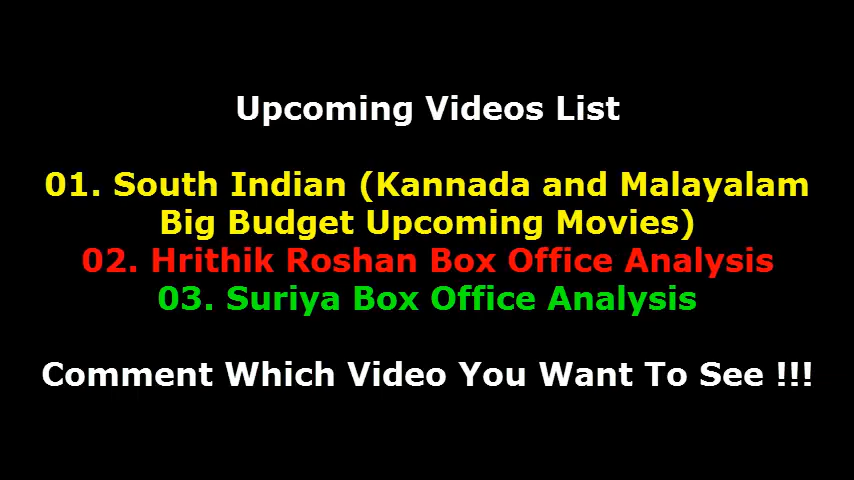 Upcoming Videos List
01. South Indian (Kannada and Malayalam
Big Budget Upcoming Movies)
02. Hrithik Roshan Box Office Analysis
03. Suriya Box Office Analysis
Comment Which Video You Want To See !!!